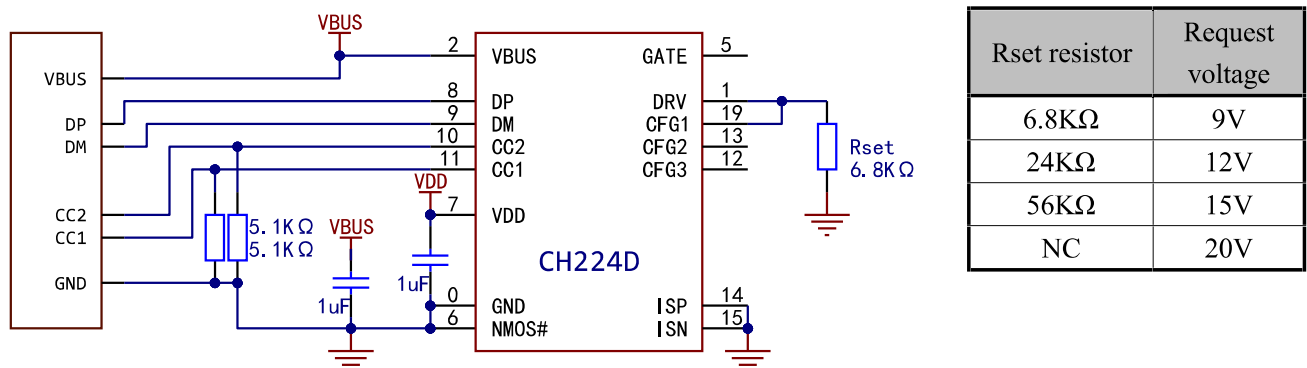 VBUS
VBUS
DP
DM
CC2
CC1
GND
5.1KΩ
5.1KΩ
VBUS
1uF
VDD
1uF
2 VBUS
8 DP
9 DM
10 CC2
11 CC1
7 VDD
0 GND
6 NMOS#
CH224D
GATE 5
DRV 1
CFG1 19
CFG2 13
CFG3 12
ISP 14
ISN 15
Rset
6.8KΩ
Rset resistor Request voltage
6.8KΩ 9V
24KΩ 12V
56KΩ 15V
NC 20V